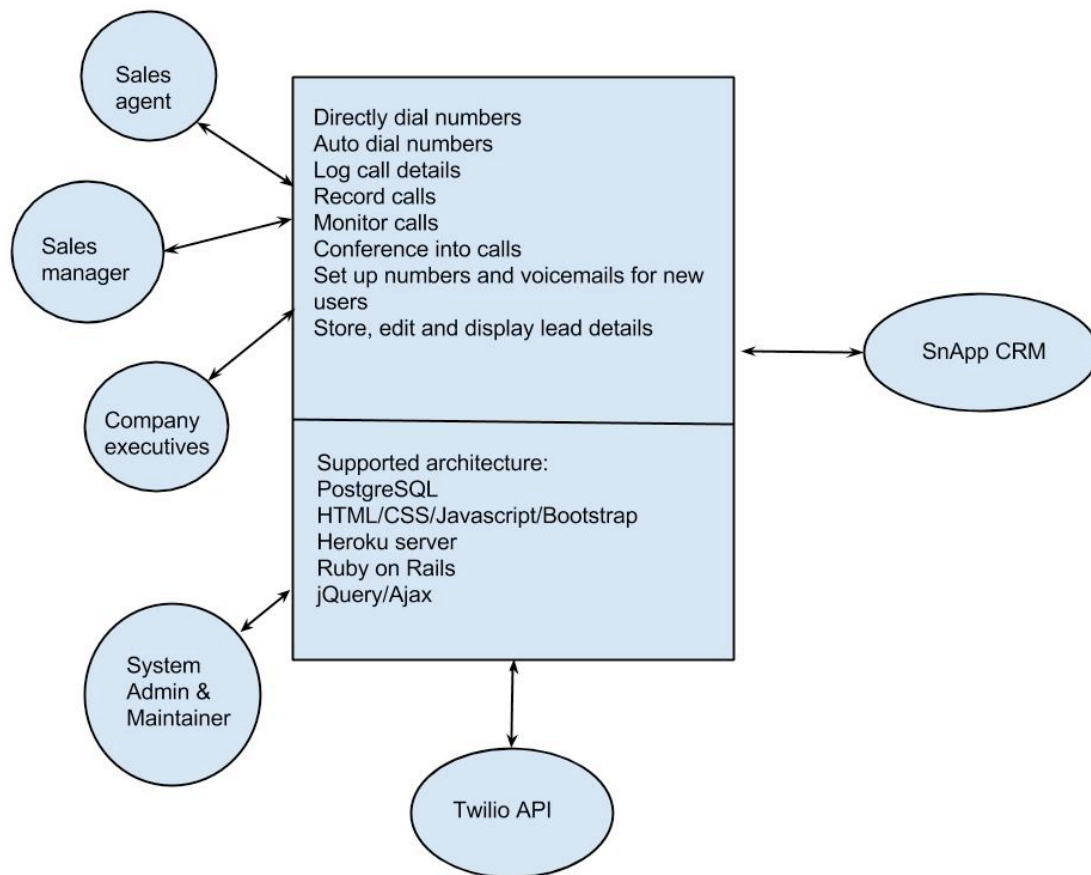 Sales
agent
Directly dial numbers
Auto dial numbers
Log call details
Record calls
Monitor calls
Conference into calls
Set up numbers and voicemails for new
users
Store, edit and display lead details
Sales
manager
SnApp CRM
Company
executives
Supported architecture:
PostgreSQL
HTML/CSS/Javascript/Bootstrap
Heroku server
Ruby on Rails
jQuery/Ajax
System
Admin &
Maintainer
Twilio API